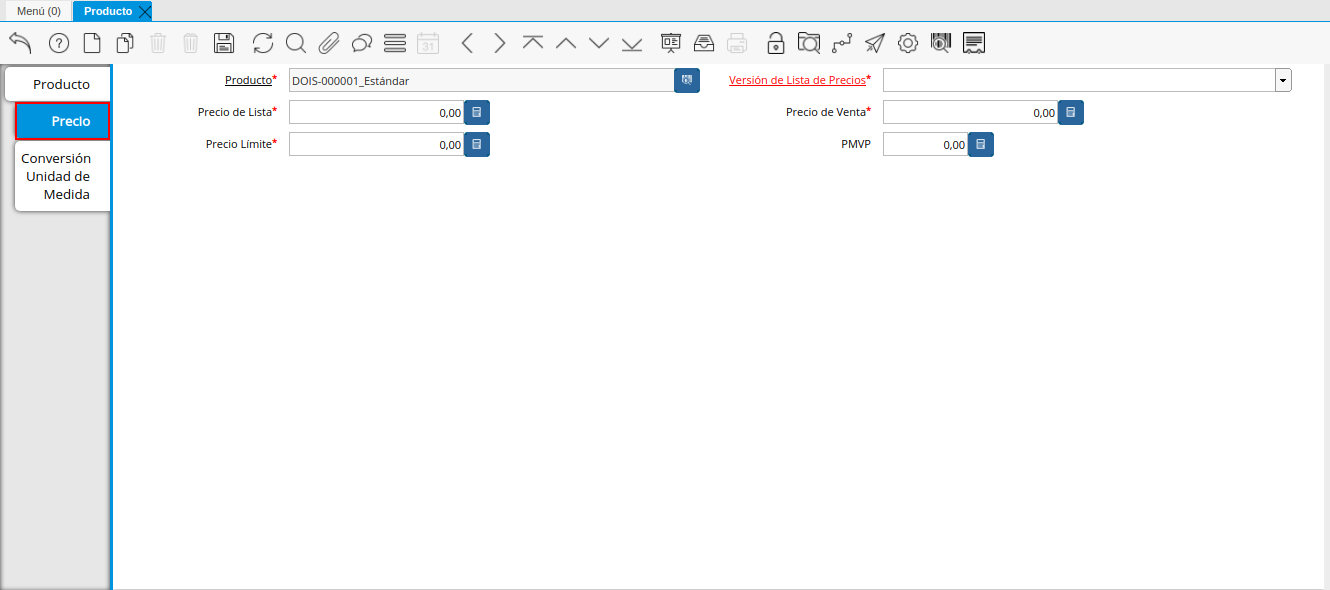 Menú (0)
Producto
31
Producto
Precio
Conversión
Unidad de
Medida
Producto*
DOIS-000001_Estándar
Versión de Lista de Precios*
Precio de Lista*
0,00
Precio de Venta*
0,00
Precio Límite*
0,00
PMVP
0,00